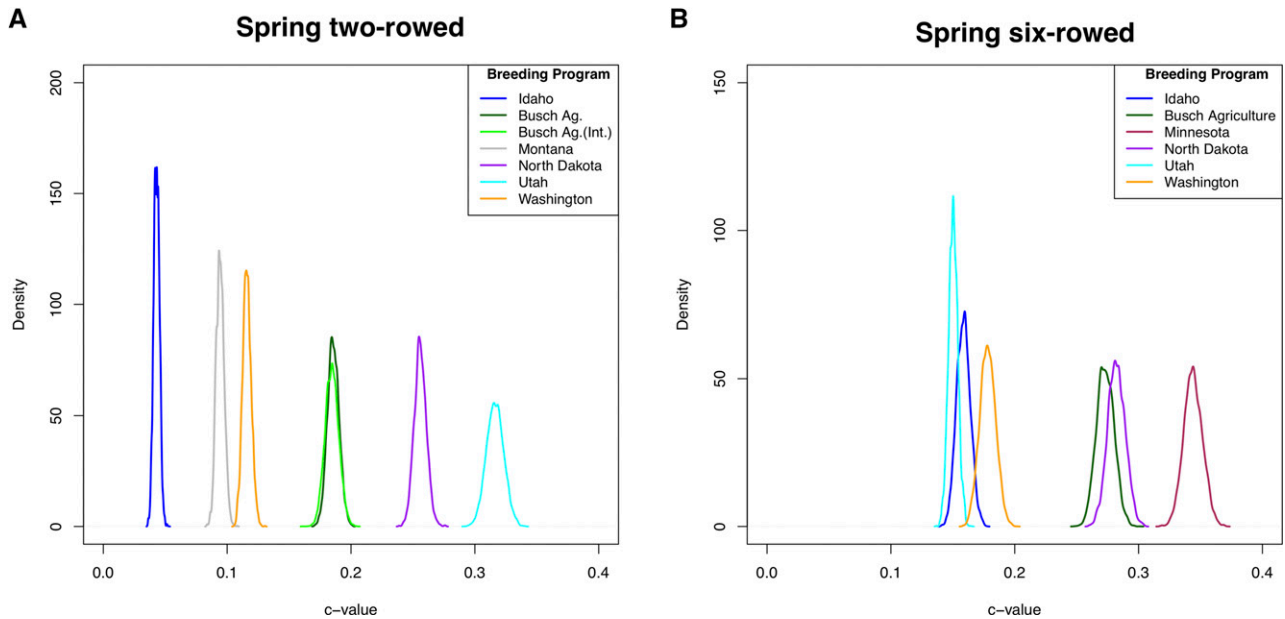 A
Spring two-rowed
200
150
100
50
0
Density
Breeding Program
Idaho
Busch Ag.
Busch Ag.(Int.)
Montana
North Dakota
Utah
Washington
0.0 0.1 0.2 0.3 0.4
c-value
B
Spring six-rowed
150
100
50
0
Density
Breeding Program
Idaho
Busch Agriculture
Minnesota
North Dakota
Utah
Washington
0.0 0.1 0.2 0.3 0.4
c-value